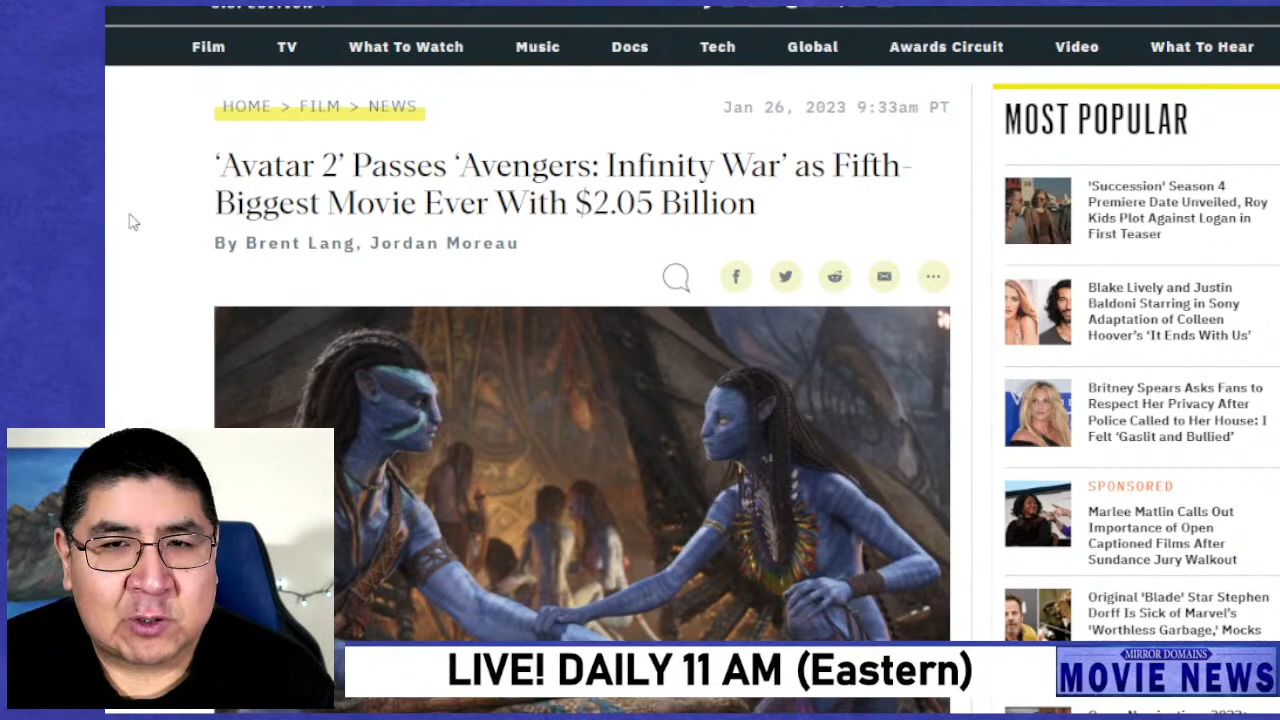 Film TV What To Watch Music Docs Tech Global Awards Circuit Video What To Hear
HOME > FILM > NEWS
Jan 26, 2023 9:33am PT
‘Avatar 2’ Passes ‘Avengers: Infinity War’ as Fifth-
Biggest Movie Ever With $2.05 Billion
By Brent Lang, Jordan Moreau
MOST POPULAR
'Succession' Season 4
Premiere Date Unveiled, Roy
Kids Plot Against Logan in
First Teaser
Blake Lively and Justin
Baldoni Starring in Sony
Adaptation of Colleen
Hoover’s ‘It Ends With Us’
Britney Spears Asks Fans to
Respect Her Privacy After
Police Called to Her House: I
Felt ‘Gaslit and Bullied’
SPONSORED
Marlee Matlin Calls Out
Importance of Open
Captioned Films After
Sundance Jury Walkout
Original 'Blade' Star Stephen
Dorff Is Sick of Marvel’s
'Worthless Garbage,' Mocks
LIVE! DAILY 11 AM (Eastern)
MIRROR DOMAINS
MOVIE NEWS